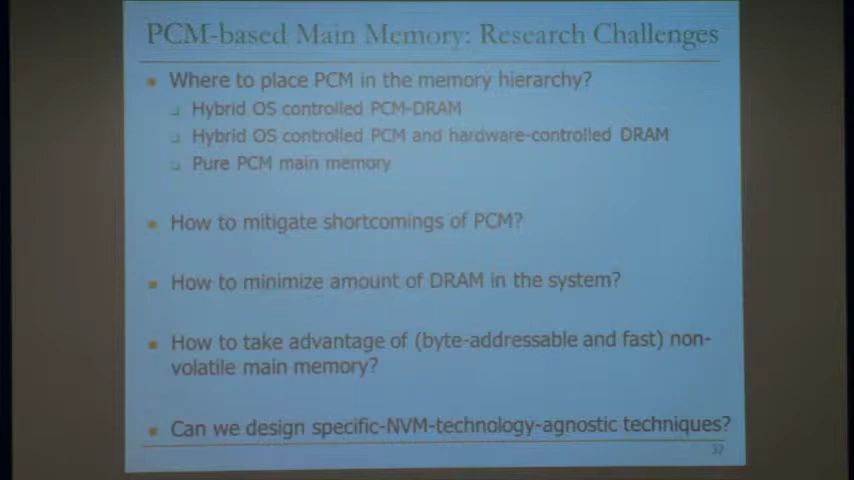 PCM-based Main Memory: Research Challenges
Where to place PCM in the memory hierarchy?
Hybrid OS controlled PCM-DRAM
Hybrid OS controlled PCM and hardware-controlled DRAM
Pure PCM main memory
How to mitigate shortcomings of PCM?
How to minimize amount of DRAM in the system?
How to take advantage of (byte-addressable and fast) non-
volatile main memory?
Can we design specific-NVM-technology-agnostic techniques?